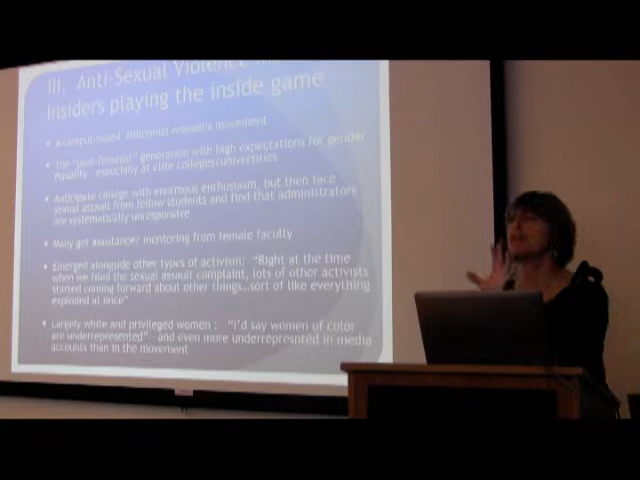 III. Anti-Sexual Violence
Insiders playing the inside game
A campus-based Millennial women's movement
The "post-feminist" generation with high expectations for gender
equality - especially at elite colleges/universities
Anticipate college with enormous enthusiasm, but then face
sexual assault from fellow students and find that administrators
are systematically unresponsive
Many get assistance/ mentoring from female faculty
Emerged alongside other types of activism: "Right at the time
when we filed the sexual assault complaint, lots of other activists
started coming forward about other things...sort of like everything
exploded at once"
Largely white and privileged women : "I'd say women of color
are underrepresented" and even more underrepresnted in media
accounts than in the movement